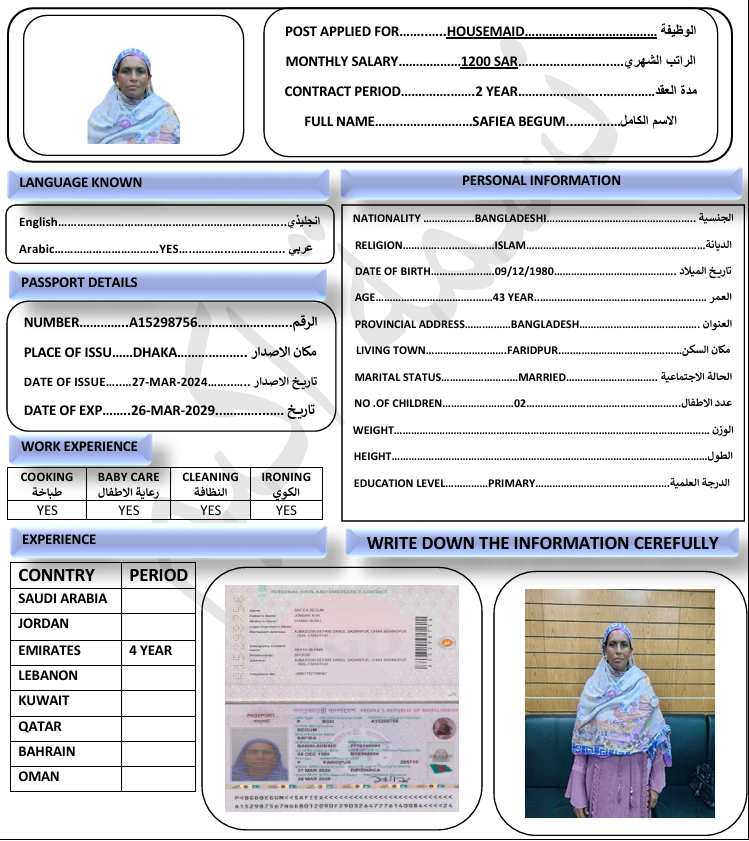 POST APPLIED FOR............HOUSEMAID................................. الوظيفة
MONTHLY SALARY...................1200 SAR...........................الراتب الشهري
CONTRACT PERIOD.......................2 YEAR...................................مدة العقد
FULL NAME.............................SAFIEA BEGUM..............الاسم الكامل
LANGUAGE KNOWN
English..........................................................انجليذي
Arabic..........................YES........................... عربي
PASSPORT DETAILS
NUMBER.............A15298756........................الرقم
PLACE OF ISSU......DHAKA.................. مكان الاصدار
DATE OF ISSUE.......27-MAR-2024........... تاريخ الاصدار
DATE OF EXP........26-MAR-2029................. تاريخ
WORK EXPERIENCE
COOKING BABY CARE CLEANING IRONING
طباخة رعاية الاطفال النظافة الكوي
YES YES YES YES
PERSONAL INFORMATION
NATIONALITY ...............BANGLADESHI........................................... الجنسية
RELIGION...........................ISLAM.................................................الديانة
DATE OF BIRTH..................09/12/1980................................... تاريخ الميلاد
AGE.....................................43 YEAR...............................................العمر
PROVINCIAL ADDRESS.............BANGLADESH................................... العنوان
LIVING TOWN........................FARIDPUR....................................مكان السكن
MARITAL STATUS .......................MARRIED......................... الحالة الاجتماعية
NO .OF CHILDREN.....................02......................................عدد الاطفال
WEIGHT...................................................................................... الوزن
HEIGHT......................................................................................الطول
EDUCATION LEVEL...........PRIMARY..................................الدرجة العلمية
EXPERIENCE
CONNTRY PERIOD
SAUDI ARABIA
JORDAN
EMIRATES 4 YEAR
LEBANON
KUWAIT
QATAR
BAHRAIN
OMAN
WRITE DOWN THE INFORMATION CEREFULLY
PERSONAL DATA AND EMERGENCY CONTACT
SAFIEA BEGUM
PASSPORT
PEOPLE'S REPUBLIC OF BANGLADESH
P BGD A15298756
BEGUM
SAFIEA
BANGLADESHI
09 DEC 1980
F FARIDPUR
27 MAR 2024 DIP/DHAKA
26 MAR 2029
P<BGDBEGUM<<SAFIEA<<<<<<<<<<<<<<<<<<<<<<<<<<